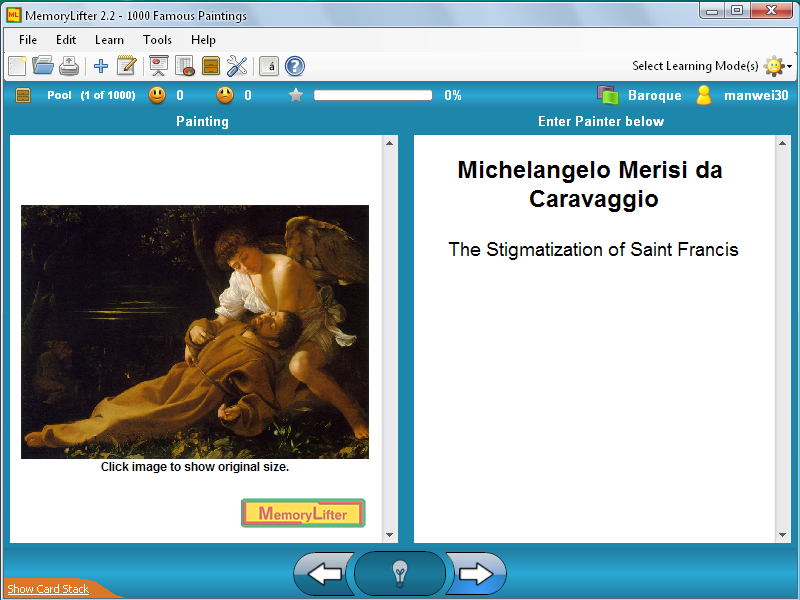 MemoryLifter 2.2 - 1000 Famous Paintings
File Edit Learn Tools Help
á ? Select Learning Mode(s)
Pool (1 of 1000) 0 0 0% Baroque manwei30
Painting
Enter Painter below
Click image to show original size.
MemoryLifter
Michelangelo Merisi da
Caravaggio
The Stigmatization of Saint Francis
Show Card Stack